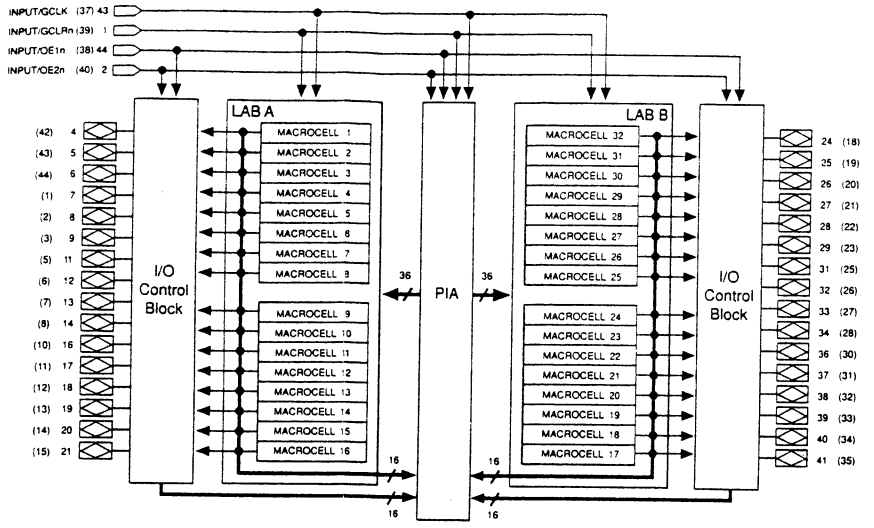 INPUT/GCLK (37) 43
INPUT/GCLRn (39) 1
INPUT/OE1n (38) 44
INPUT/OE2n (40) 2
LAB A
LAB B
(42) 4
(43) 5
(44) 6
(1) 7
(2) 8
(3) 9
(5) 11
(6) 12
(7) 13
(8) 14
(10) 16
(11) 17
(12) 18
(13) 19
(14) 20
(15) 21
I/O
Control
Block
MACROCELL 1
MACROCELL 2
MACROCELL 3
MACROCELL 4
MACROCELL 5
MACROCELL 6
MACROCELL 7
MACROCELL 8
MACROCELL 9
MACROCELL 10
MACROCELL 11
MACROCELL 12
MACROCELL 13
MACROCELL 14
MACROCELL 15
MACROCELL 16
36
PIA
36
16
16
16
16
MACROCELL 32
MACROCELL 31
MACROCELL 30
MACROCELL 29
MACROCELL 28
MACROCELL 27
MACROCELL 26
MACROCELL 25
MACROCELL 24
MACROCELL 23
MACROCELL 22
MACROCELL 21
MACROCELL 20
MACROCELL 19
MACROCELL 18
MACROCELL 17
I/O
Control
Block
24 (18)
25 (19)
26 (20)
27 (21)
28 (22)
29 (23)
31 (25)
32 (26)
33 (27)
34 (28)
36 (30)
37 (31)
38 (32)
39 (33)
40 (34)
41 (35)